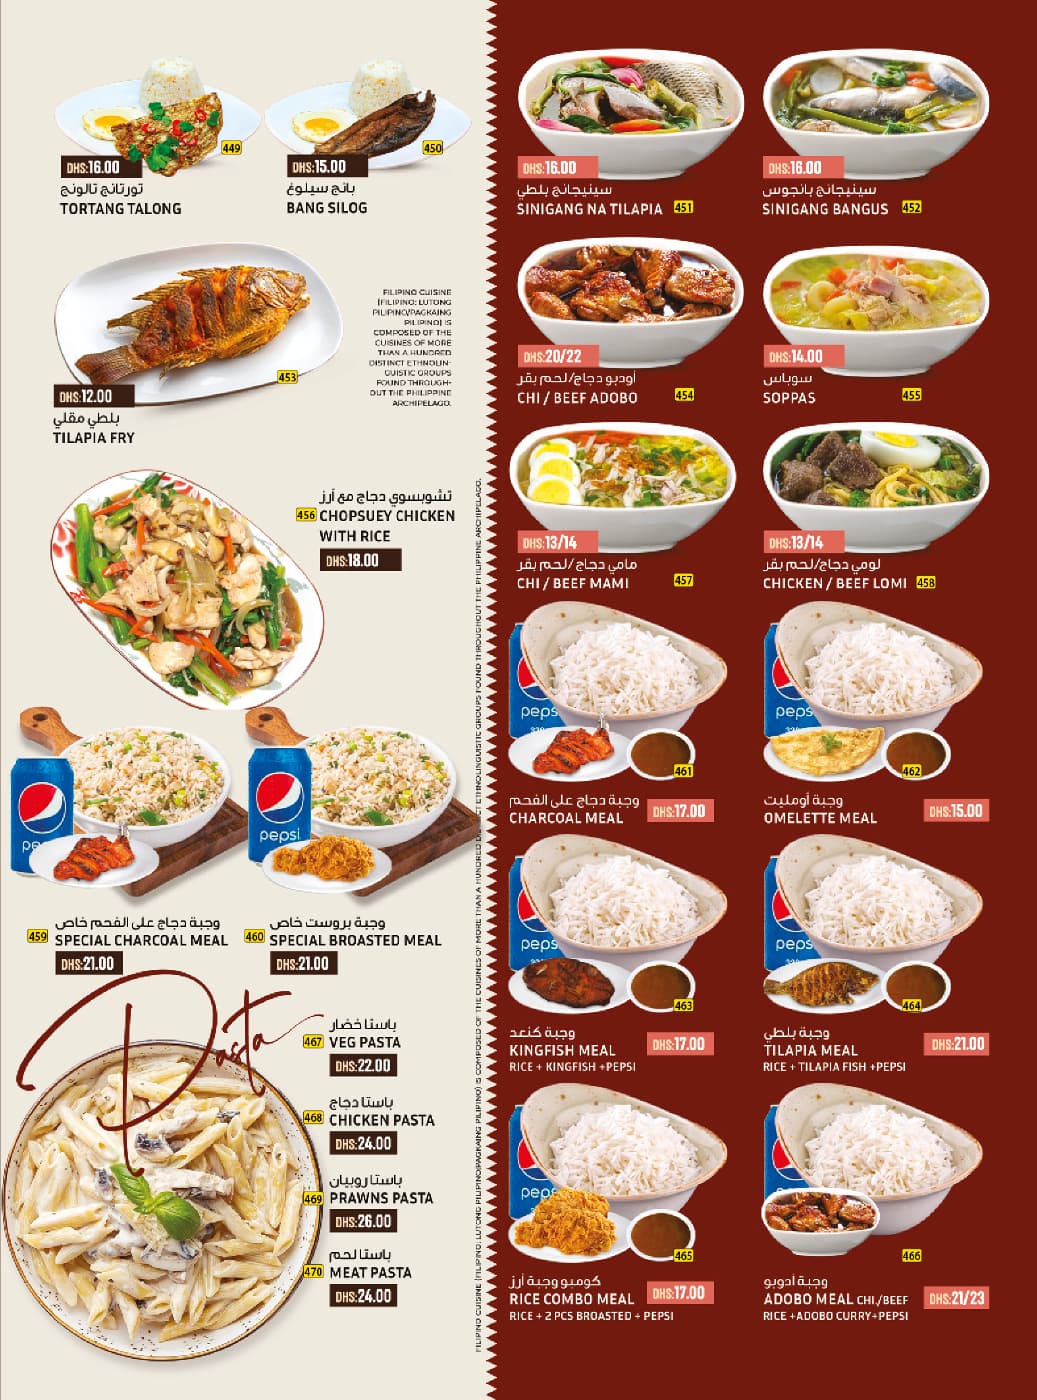 449
DHS:16.00
تورتانج تالونج
TORTANG TALONG
450
DHS:15.00
بانج سيلوغ
BANG SILOG
453
DHS:12.00
بلطي مقلي
TILAPIA FRY
FILIPINO CUISINE
(FILIPINO: LUTONG
PILIPINO/PAGKAING
PILIPINO) IS
COMPOSED OF THE
CUISINES OF MORE
THAN A HUNDRED
DISTINCT ETHNOLIN-
GUISTIC GROUPS
FOUND THROUGH-
OUT THE PHILIPPINE
ARCHIPELAGO.
تشوبسوي دجاج مع أرز
456 CHOPSUEY CHICKEN
WITH RICE
DHS:18.00
pepsi
pepsi
وجبة دجاج على الفحم خاص
459 SPECIAL CHARCOAL MEAL
DHS:21.00
وجبة بروست خاص
460 SPECIAL BROASTED MEAL
DHS:21.00
Pasta
باستا خضار
467 VEG PASTA
DHS:22.00
باستا دجاج
468 CHICKEN PASTA
DHS:24.00
باستا روبيان
469 PRAWNS PASTA
DHS:26.00
باستا لحم
470 MEAT PASTA
DHS:24.00
FILIPINO CUISINE (FILIPINO: LUTONG PILIPINO/PAGKAING PILIPINO) IS COMPOSED OF THE CUISINES OF MORE THAN A HUNDRED DISTINCT ETHNOLINGUISTIC GROUPS FOUND THROUGHOUT THE PHILIPPINE ARCHIPELAGO.
DHS:16.00
سينيجانج بلطي
SINIGANG NA TILAPIA 451
DHS:16.00
سينيجانج بانجوس
SINIGANG BANGUS 452
DHS:20/22
أودبو دجاج/لحم بقر
CHI / BEEF ADOBO 454
DHS:14.00
سوباس
SOPPAS 455
DHS:13/14
مامي دجاج/لحم بقر
CHI / BEEF MAMI 457
DHS:13/14
لومي دجاج/لحم بقر
CHICKEN / BEEF LOMI 458
pepsi
461
وجبة دجاج على الفحم
CHARCOAL MEAL DHS:17.00
pepsi
462
وجبة أومليت
OMELETTE MEAL DHS:15.00
pepsi
463
وجبة كنعد
KINGFISH MEAL DHS:17.00
RICE + KINGFISH +PEPSI
pepsi
464
وجبة بلطي
TILAPIA MEAL DHS:21.00
RICE + TILAPIA FISH +PEPSI
pepsi
465
كومبو وجبة أرز
RICE COMBO MEAL DHS:17.00
RICE + 2 PCS BROASTED + PEPSI
pepsi
466
وجبة أدوبو
ADOBO MEAL CHI./BEEF DHS:21/23
RICE +ADOBO CURRY+PEPSI